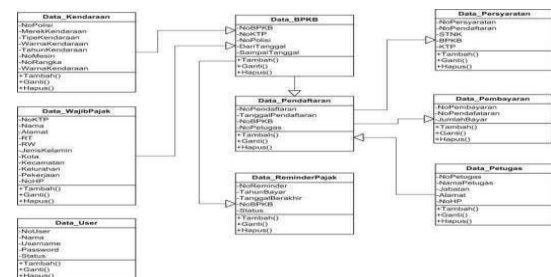 Data_Kendaraan
-NoPolisi
-MerekKendaraan
-TipeKendaraan
-WarnaKendaraan
-TahunKendaraan
-NoMesin
-NoRangka
-WarnaKendaraan
+Tambah()
+Ganti()
+Hapus()
Data_WajibPajak
-NoKTP
-Nama
-Alamat
-RT
-RW
-JenisKelamin
-Kota
-Kecamatan
-Kelurahan
-Pekerjaan
-NoHP
+Tambah()
+Ganti()
+Hapus()
Data_User
-NoUser
-Nama
-Username
-Password
-Status
+Tambah()
+Ganti()
+Hapus()
Data_BPKB
-NoBPKB
-NoKTP
-NoPolisi
-DariTanggal
-SampaiTanggal
+Tambah()
+Ganti()
+Hapus()
Data_Pendaftaran
-NoPendaftaran
-TanggalPendaftaran
-NoBPKB
-NoPetugas
+Tambah()
+Ganti()
+Hapus()
Data_ReminderPajak
-NoReminder
-TahunBayar
-TanggalBerakhir
-NoBPKB
-Status
+Tambah()
+Ganti()
+Hapus()
Data_Persyaratan
-NoPersyaratan
-NoPendaftaran
-STNK
-BPKB
-KTP
+Tambah()
+Ganti()
+Hapus()
Data_Pembayaran
-NoPembayaran
-NoPendafataran
-JumlahBayar
+Tambah()
+Ganti()
+Hapus()
Data_Petugas
-NoPetugas
-NamaPetugas
-Jabatan
-Alamat
-NoHP
+Tambah()
+Ganti()
+Hapus()